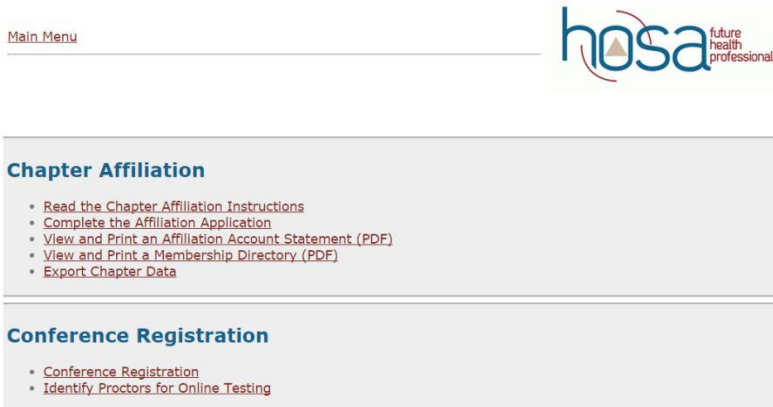 Main Menu
hosa
future
health
professional
Chapter Affiliation
Read the Chapter Affiliation Instructions
Complete the Affiliation Application
View and Print an Affiliation Account Statement (PDF)
View and Print a Membership Directory (PDF)
Export Chapter Data
Conference Registration
Conference Registration
Identify Proctors for Online Testing